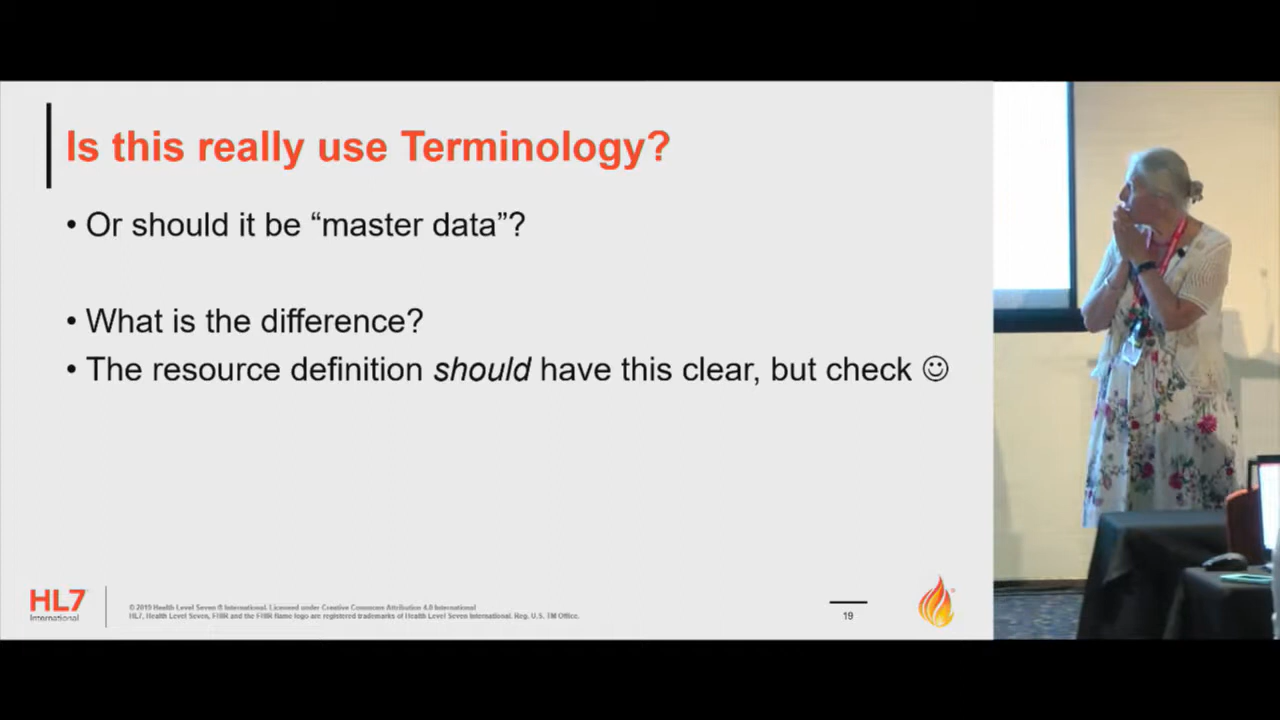 Is this really use Terminology?
• Or should it be “master data”?
• What is the difference?
• The resource definition should have this clear, but check ☺
HL7
International
© 2019 Health Level Seven ® International. Licensed under Creative Commons Attribution 4.0 International
HL7, Health Level Seven, FHIR and the FHIR flame logo are registered trademarks of Health Level Seven International. Reg. U.S. TM Office.
19
®